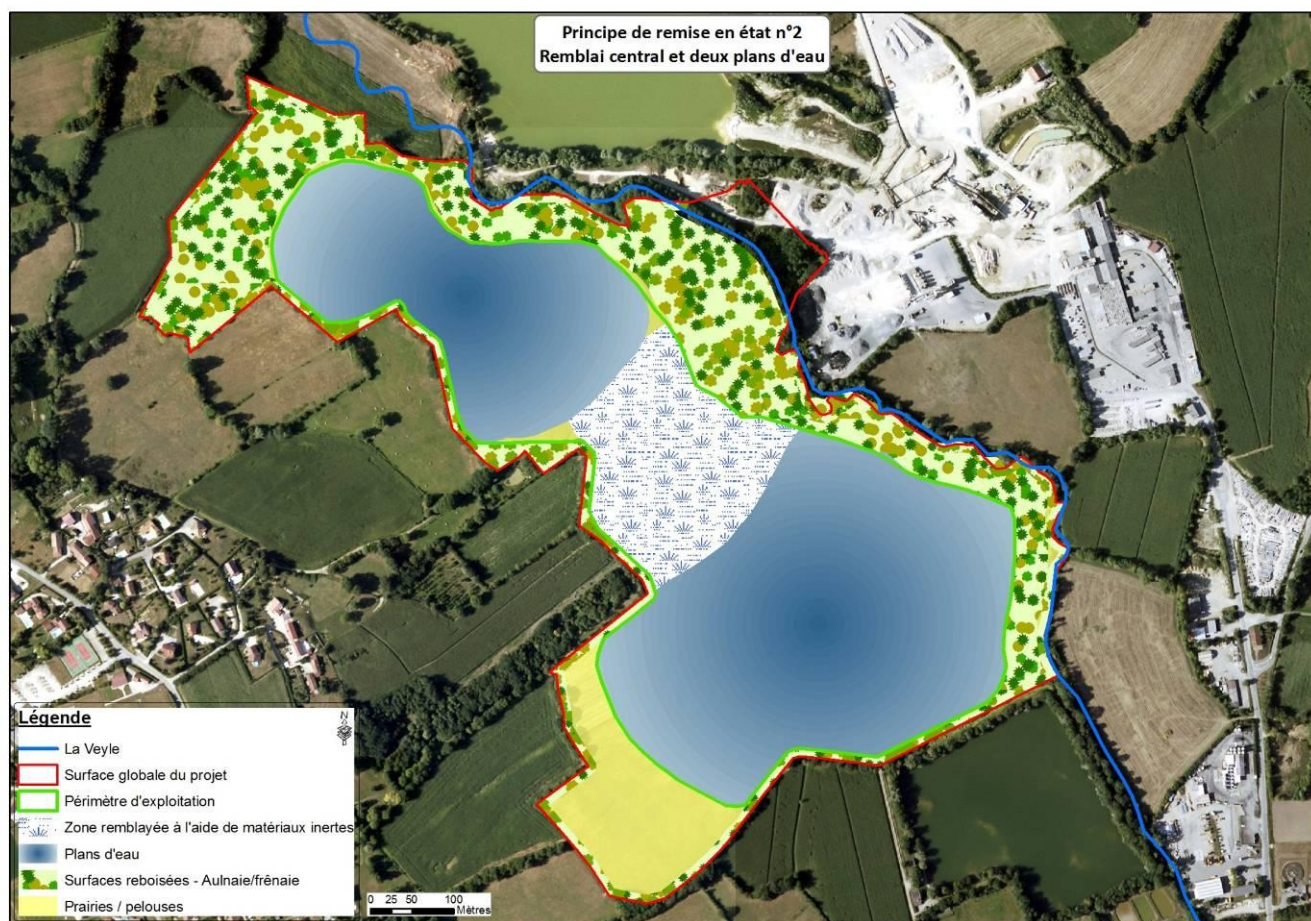 Principe de remise en état n°2
Remblai central et deux plans d'eau
Légende
N
La Veyle
Surface globale du projet
Périmètre d'exploitation
Zone remblayée à l'aide de matériaux inertes
Plans d'eau
Surfaces reboisées - Aulnaie/frênaie
Prairies / pelouses
0 25 50 100
Mètres